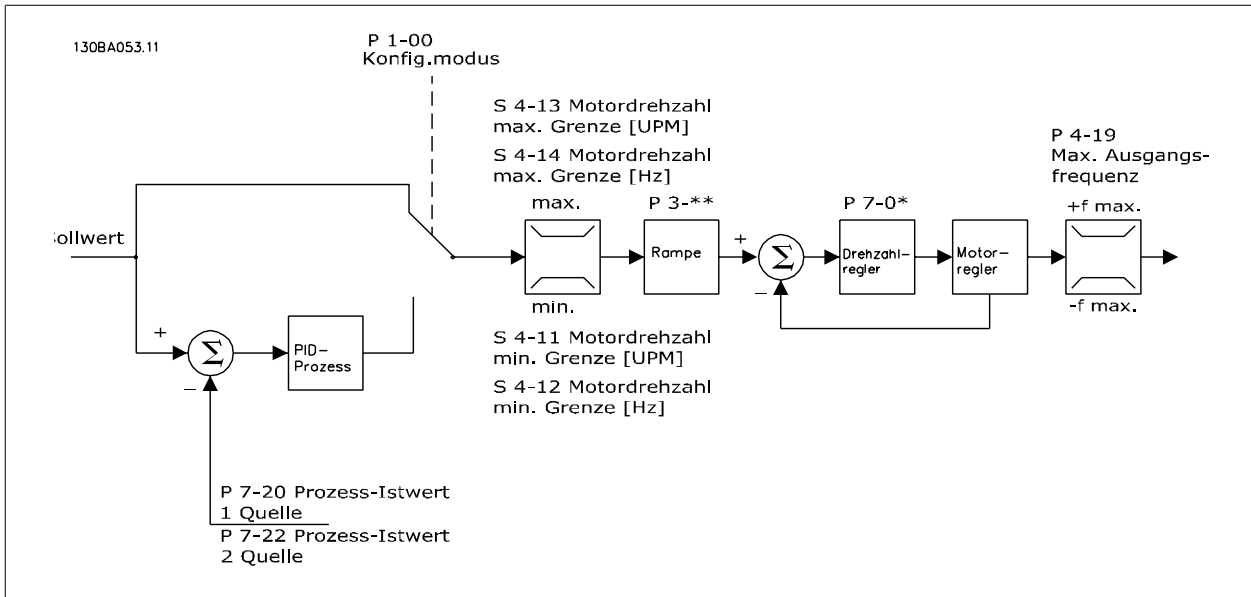 130BA053.11
P 1-00
Konfig.modus
S 4-13 Motordrehzahl
max. Grenze [UPM]
S 4-14 Motordrehzahl
max. Grenze [Hz]
P 4-19
Max. Ausgangs-
frequenz
max.
P 3-**
P 7-0*
+f max.
ollwert
+
Σ
−
PID-
Prozess
Rampe
+
Σ
−
Drehzahl-
regler
Motor-
regler
min.
-f max.
S 4-11 Motordrehzahl
min. Grenze [UPM]
S 4-12 Motordrehzahl
min. Grenze [Hz]
P 7-20 Prozess-Istwert
1 Quelle
P 7-22 Prozess-Istwert
2 Quelle